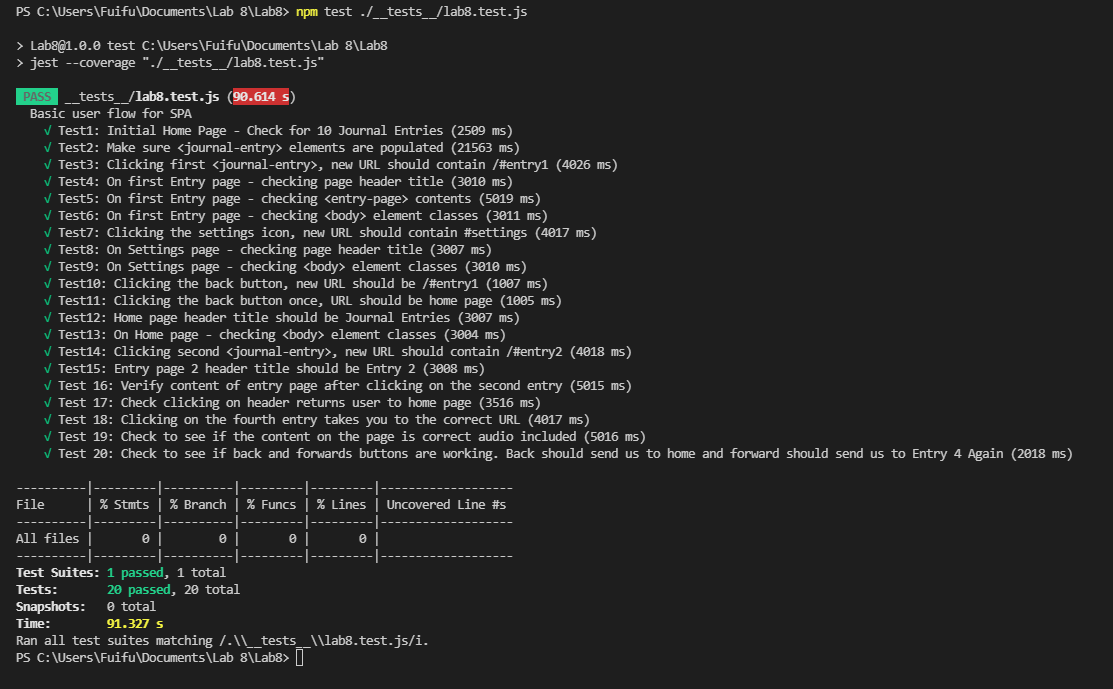 PS C:\Users\Fuifu\Documents\Lab 8\Lab8> npm test ./__tests__/lab8.test.js
> Lab8@1.0.0 test C:\Users\Fuifu\Documents\Lab 8\Lab8
> jest --coverage "./__tests__/lab8.test.js"
PASS __tests__/lab8.test.js (90.614 s)
Basic user flow for SPA
√ Test1: Initial Home Page - Check for 10 Journal Entries (2509 ms)
√ Test2: Make sure <journal-entry> elements are populated (21563 ms)
√ Test3: Clicking first <journal-entry>, new URL should contain /#entry1 (4026 ms)
√ Test4: On first Entry page - checking page header title (3010 ms)
√ Test5: On first Entry page - checking <entry-page> contents (5019 ms)
√ Test6: On first Entry page - checking <body> element classes (3011 ms)
√ Test7: Clicking the settings icon, new URL should contain #settings (4017 ms)
√ Test8: On Settings page - checking page header title (3007 ms)
√ Test9: On Settings page - checking <body> element classes (3010 ms)
√ Test10: Clicking the back button, new URL should be /#entry1 (1007 ms)
√ Test11: Clicking the back button once, URL should be home page (1005 ms)
√ Test12: Home page header title should be Journal Entries (3007 ms)
√ Test13: On Home page - checking <body> element classes (3004 ms)
√ Test14: Clicking second <journal-entry>, new URL should contain /#entry2 (4018 ms)
√ Test15: Entry page 2 header title should be Entry 2 (3008 ms)
√ Test 16: Verify content of entry page after clicking on the second entry (5015 ms)
√ Test 17: Check clicking on header returns user to home page (3516 ms)
√ Test 18: Clicking on the fourth entry takes you to the correct URL (4017 ms)
√ Test 19: Check to see if the content on the page is correct audio included (5016 ms)
√ Test 20: Check to see if back and forwards buttons are working. Back should send us to home and forward should send us to Entry 4 Again (2018 ms)
----------|---------|----------|---------|---------|-------------------
File      | % Stmts | % Branch | % Funcs | % Lines | Uncovered Line #s
----------|---------|----------|---------|---------|-------------------
All files |       0 |        0 |       0 |       0 |
----------|---------|----------|---------|---------|-------------------
Test Suites: 1 passed, 1 total
Tests:       20 passed, 20 total
Snapshots:   0 total
Time:        91.327 s
Ran all test suites matching /.\\__tests__\\lab8.test.js/i.
PS C:\Users\Fuifu\Documents\Lab 8\Lab8>